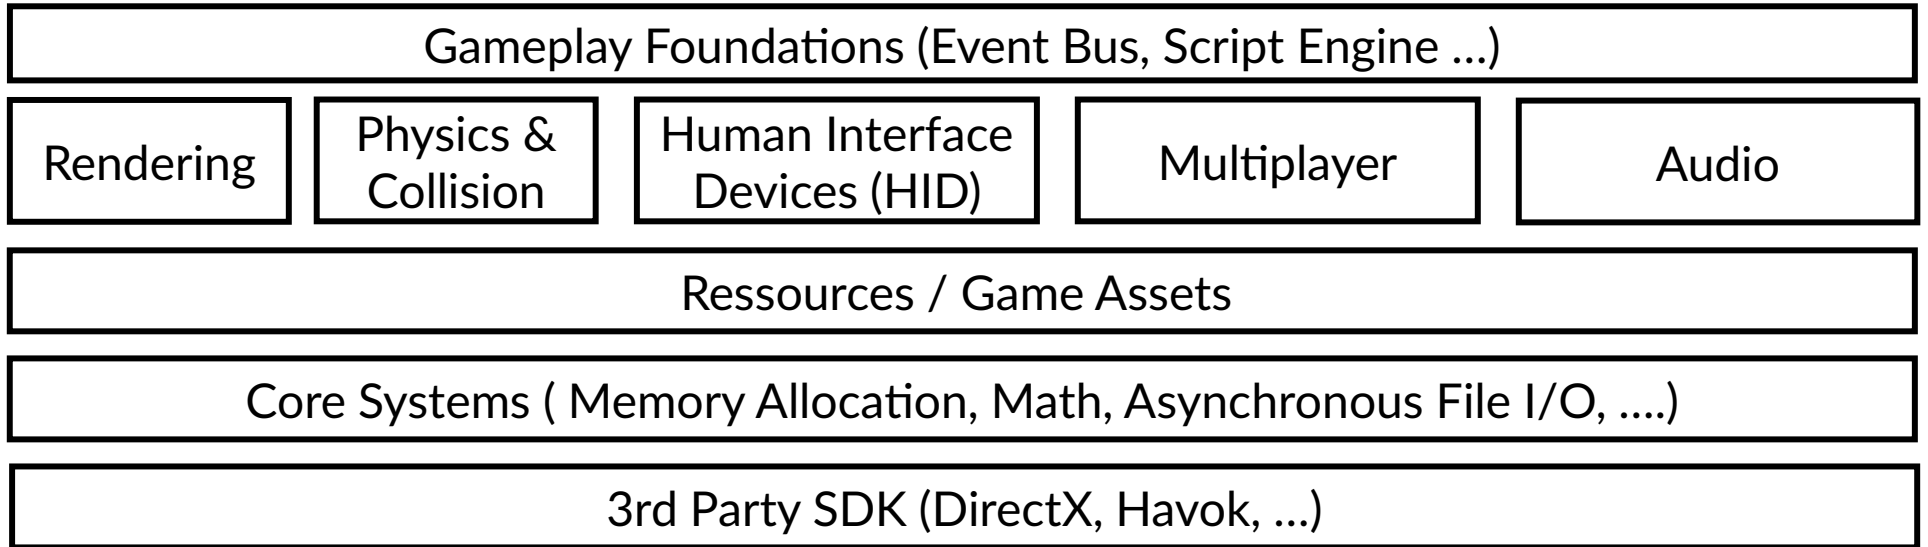 Gameplay Foundations (Event Bus, Script Engine ...)
Rendering
Physics &
Collision
Human Interface
Devices (HID)
Multiplayer
Audio
Ressources / Game Assets
Core Systems ( Memory Allocation, Math, Asynchronous File I/O, ....)
3rd Party SDK (DirectX, Havok, ...)